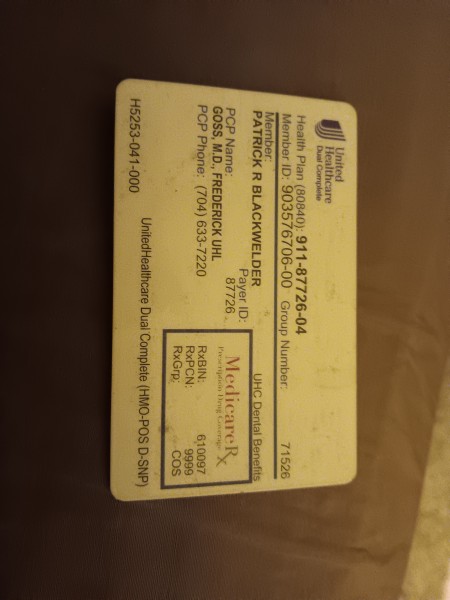 United
Healthcare
Dual Complete
Health Plan (80840): 911-87726-04
Member ID: 903576706-00 Group Number: 71526
Member:
PATRICK R BLACKWELDER
UHC Dental Benefits
Payer ID:
87726
PCP Name:
GOSS, M.D., FREDERICK UHL
PCP Phone: (704) 633-7220
MedicareRx
Prescription Drug Coverage
RxBIN: 610097
RxPCN: 9999
RxGrp: COS
H5253-041-000
UnitedHealthcare Dual Complete (HMO-POS D-SNP)